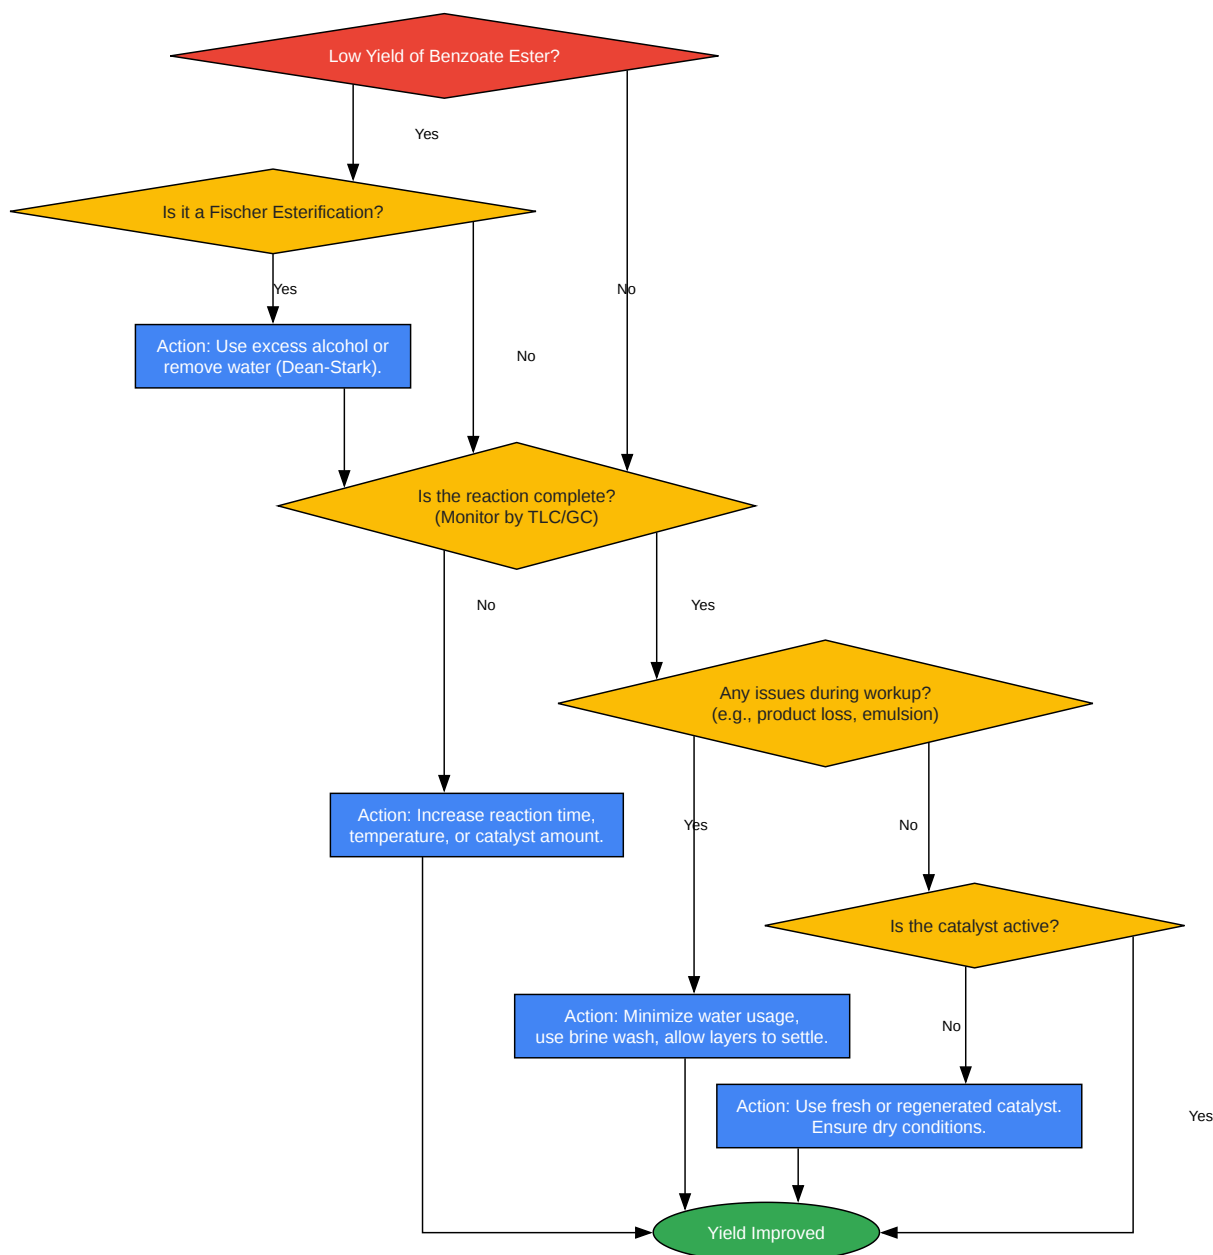 Low Yield of Benzoate Ester?
Yes
Is it a Fischer Esterification?
Yes
No
Action: Use excess alcohol or
remove water (Dean-Stark).
No
Is the reaction complete?
(Monitor by TLC/GC)
No
Yes
Any issues during workup?
(e.g., product loss, emulsion)
Action: Increase reaction time,
temperature, or catalyst amount.
Yes
No
Is the catalyst active?
Action: Minimize water usage,
use brine wash, allow layers to settle.
No
Action: Use fresh or regenerated catalyst.
Ensure dry conditions.
Yes
Yield Improved